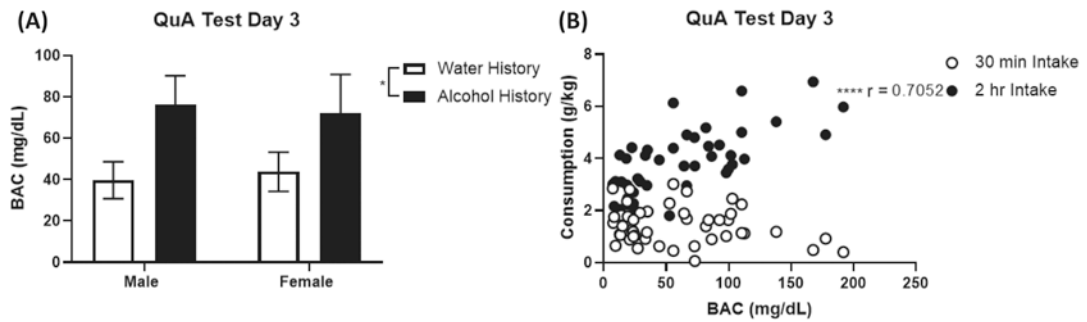 (A)
QuA Test Day 3
BAC (mg/dL)
100
80
60
40
20
0
Male
Female
*
Water History
Alcohol History
(B)
QuA Test Day 3
Consumption (g/kg)
8
6
4
2
0
0 50 100 150 200 250
BAC (mg/dL)
30 min Intake
2 hr Intake
**** r = 0.7052